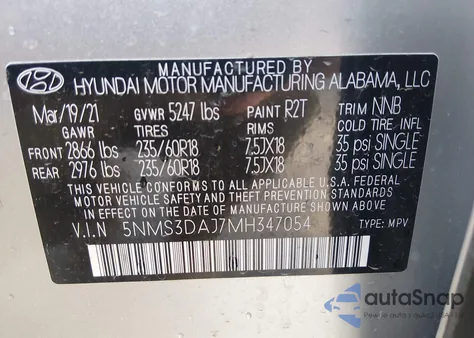 MANUFACTURED BY
HYUNDAI MOTOR MANUFACTURING ALABAMA, LLC
Mar/19/21 GVWR 5247 lbs PAINT R2T TRIM NNB
GAWR TIRES RIMS COLD TIRE INFL
FRONT 2866 lbs 235/60R18 7.5JX18 35 psi SINGLE
REAR 2976 lbs 235/60R18 7.5JX18 35 psi SINGLE
THIS VEHICLE CONFORMS TO ALL APPLICABLE U.S.A. FEDERAL
MOTOR VEHICLE SAFETY, BUMPER, AND THEFT PREVENTION
STANDARDS IN EFFECT ON THE DATE OF MANUFACTURE SHOWN ABOVE.
V.I.N 5NMS3DAJ7MH347054 TYPE: MPV
autoSnap